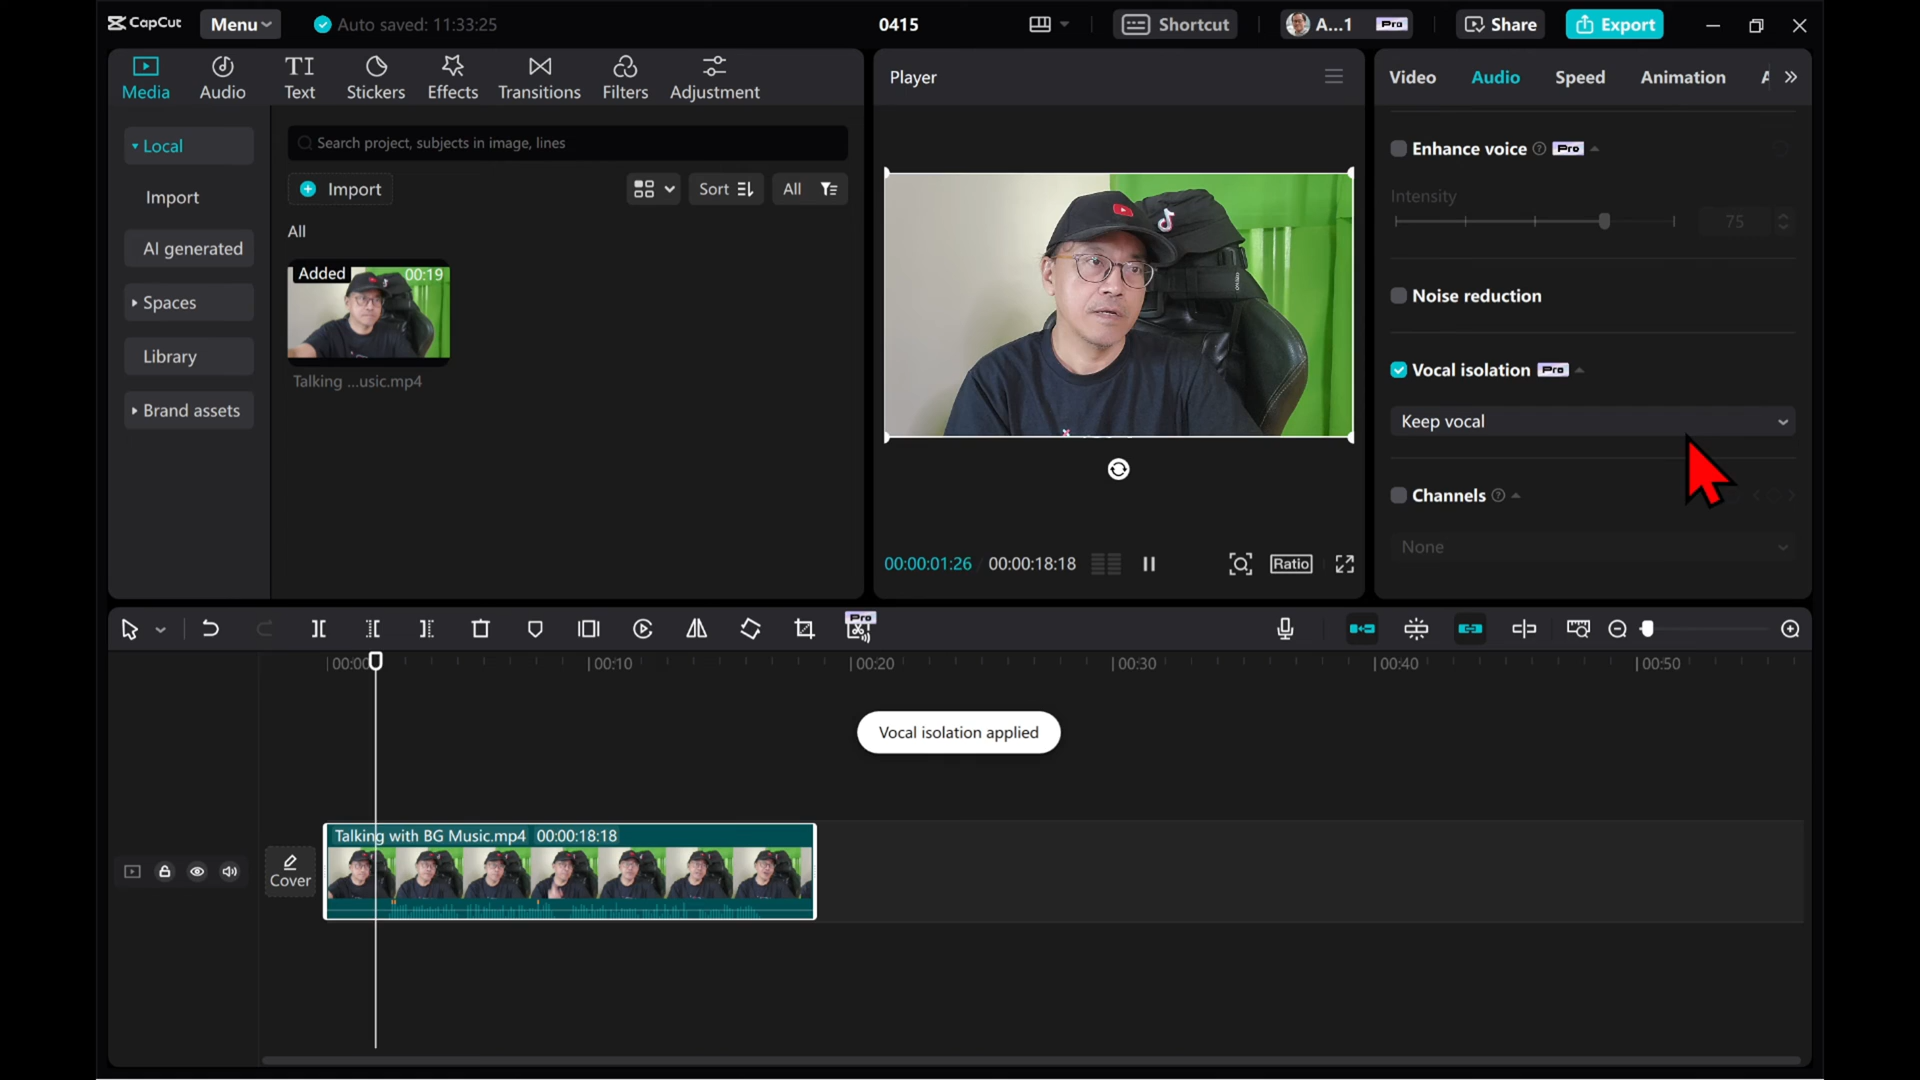 CapCut
Menu
Auto saved: 11:33:25
0415
Shortcut
A...1
Pro
Share
Export
Media
Audio
Text
Stickers
Effects
Transitions
Filters
Adjustment
Local
Import
AI generated
Spaces
Library
Brand assets
Search project, subjects in image, lines
Import
Sort
All
All
Added
00:19
Talking ...usic.mp4
Player
00:00:01:26
00:00:18:18
Ratio
Video
Audio
Speed
Animation
Enhance voice
Pro
Intensity
75
Noise reduction
Vocal isolation
Pro
Keep vocal
Channels
None
Pro
00:00
00:10
00:20
00:30
00:40
00:50
Vocal isolation applied
Cover
Talking with BG Music.mp4 00:00:18:18